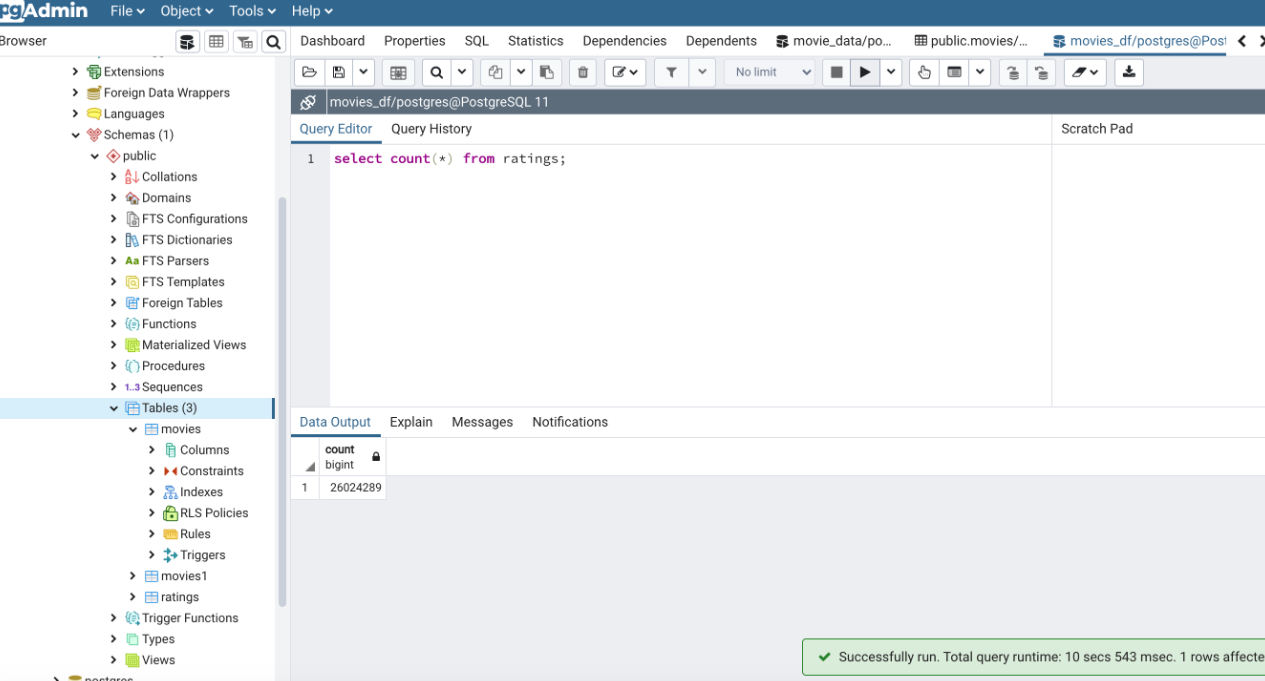 pgAdmin File Object Tools Help
Browser
Dashboard Properties SQL Statistics Dependencies Dependents movie_data/po... public.movies/... movies_df/postgres@Post
No limit
movies_df/postgres@PostgreSQL 11
Query Editor Query History
Scratch Pad
1 select count(*) from ratings;
Extensions
Foreign Data Wrappers
Languages
Schemas (1)
public
Collations
Domains
FTS Configurations
FTS Dictionaries
Aa FTS Parsers
FTS Templates
Foreign Tables
Functions
Materialized Views
Procedures
1..3 Sequences
Tables (3)
movies
Columns
Constraints
Indexes
RLS Policies
Rules
Triggers
movies1
ratings
Trigger Functions
Types
Views
postgres
Data Output Explain Messages Notifications
count
bigint
1 26024289
Successfully run. Total query runtime: 10 secs 543 msec. 1 rows affecte